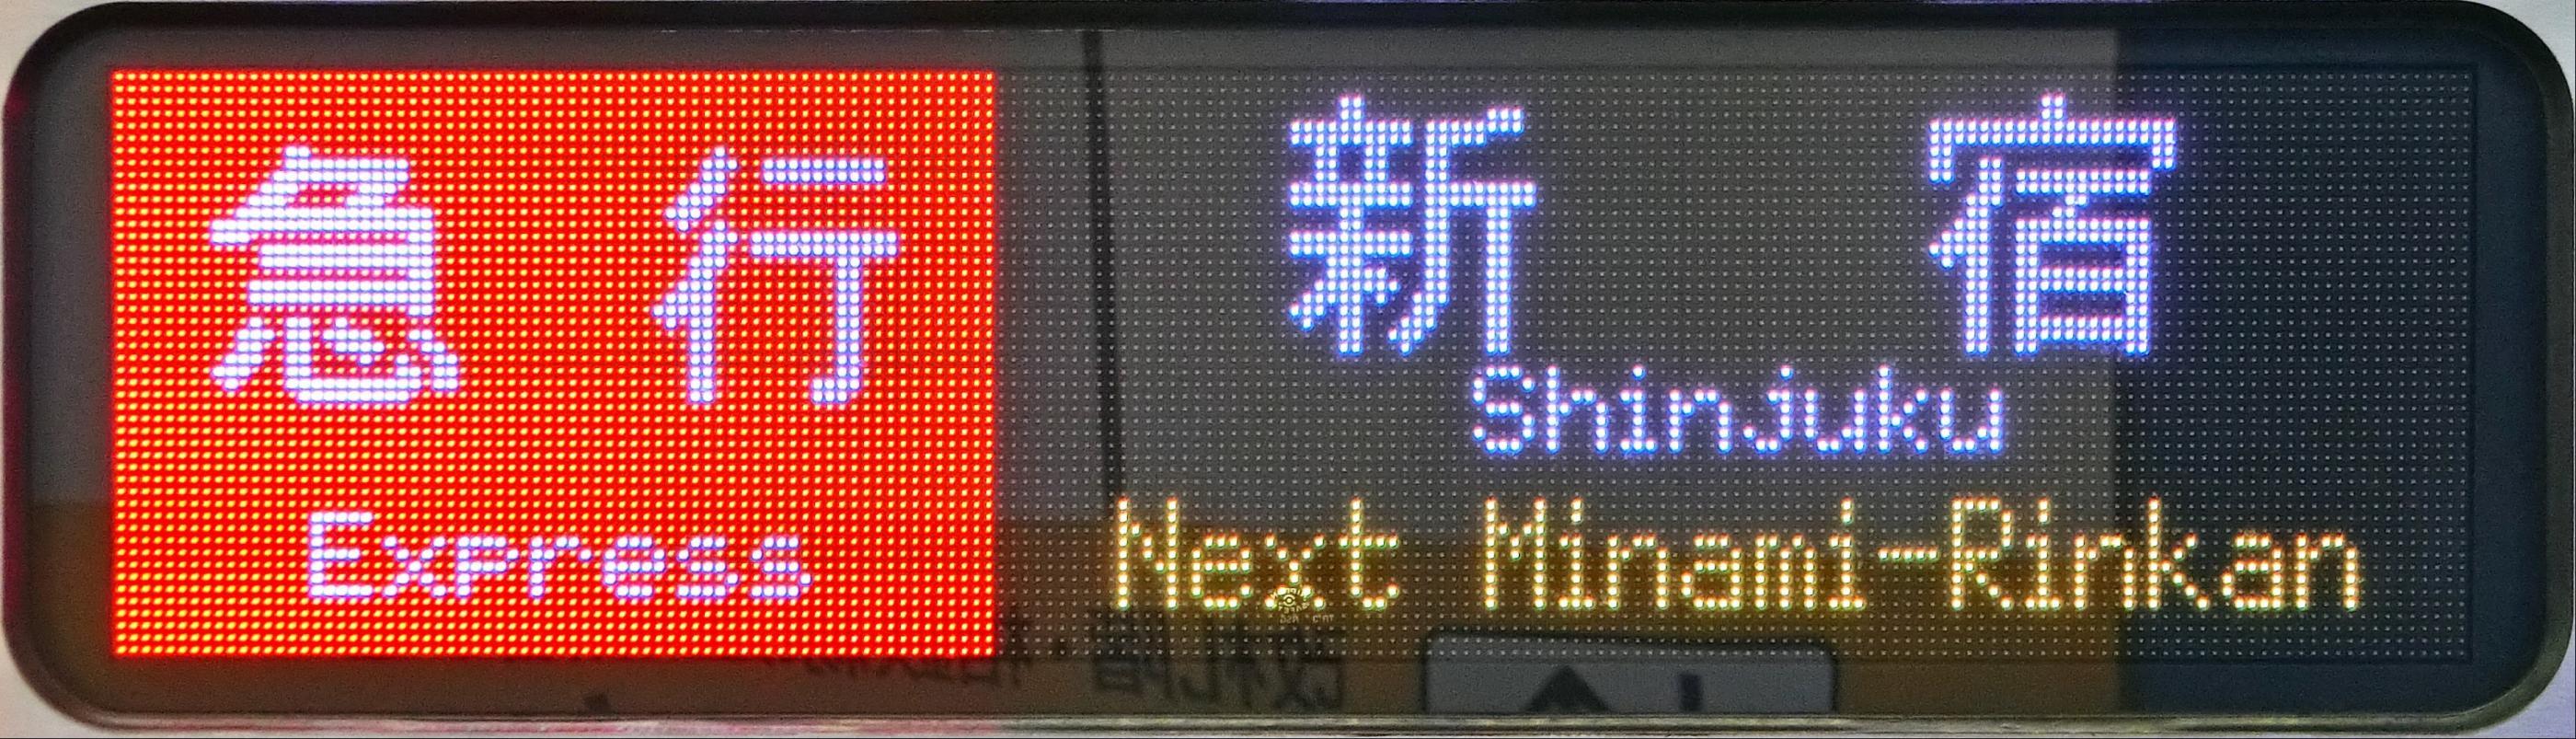 急行
Express
新宿
Shinjuku
Next Minami-Rinkan